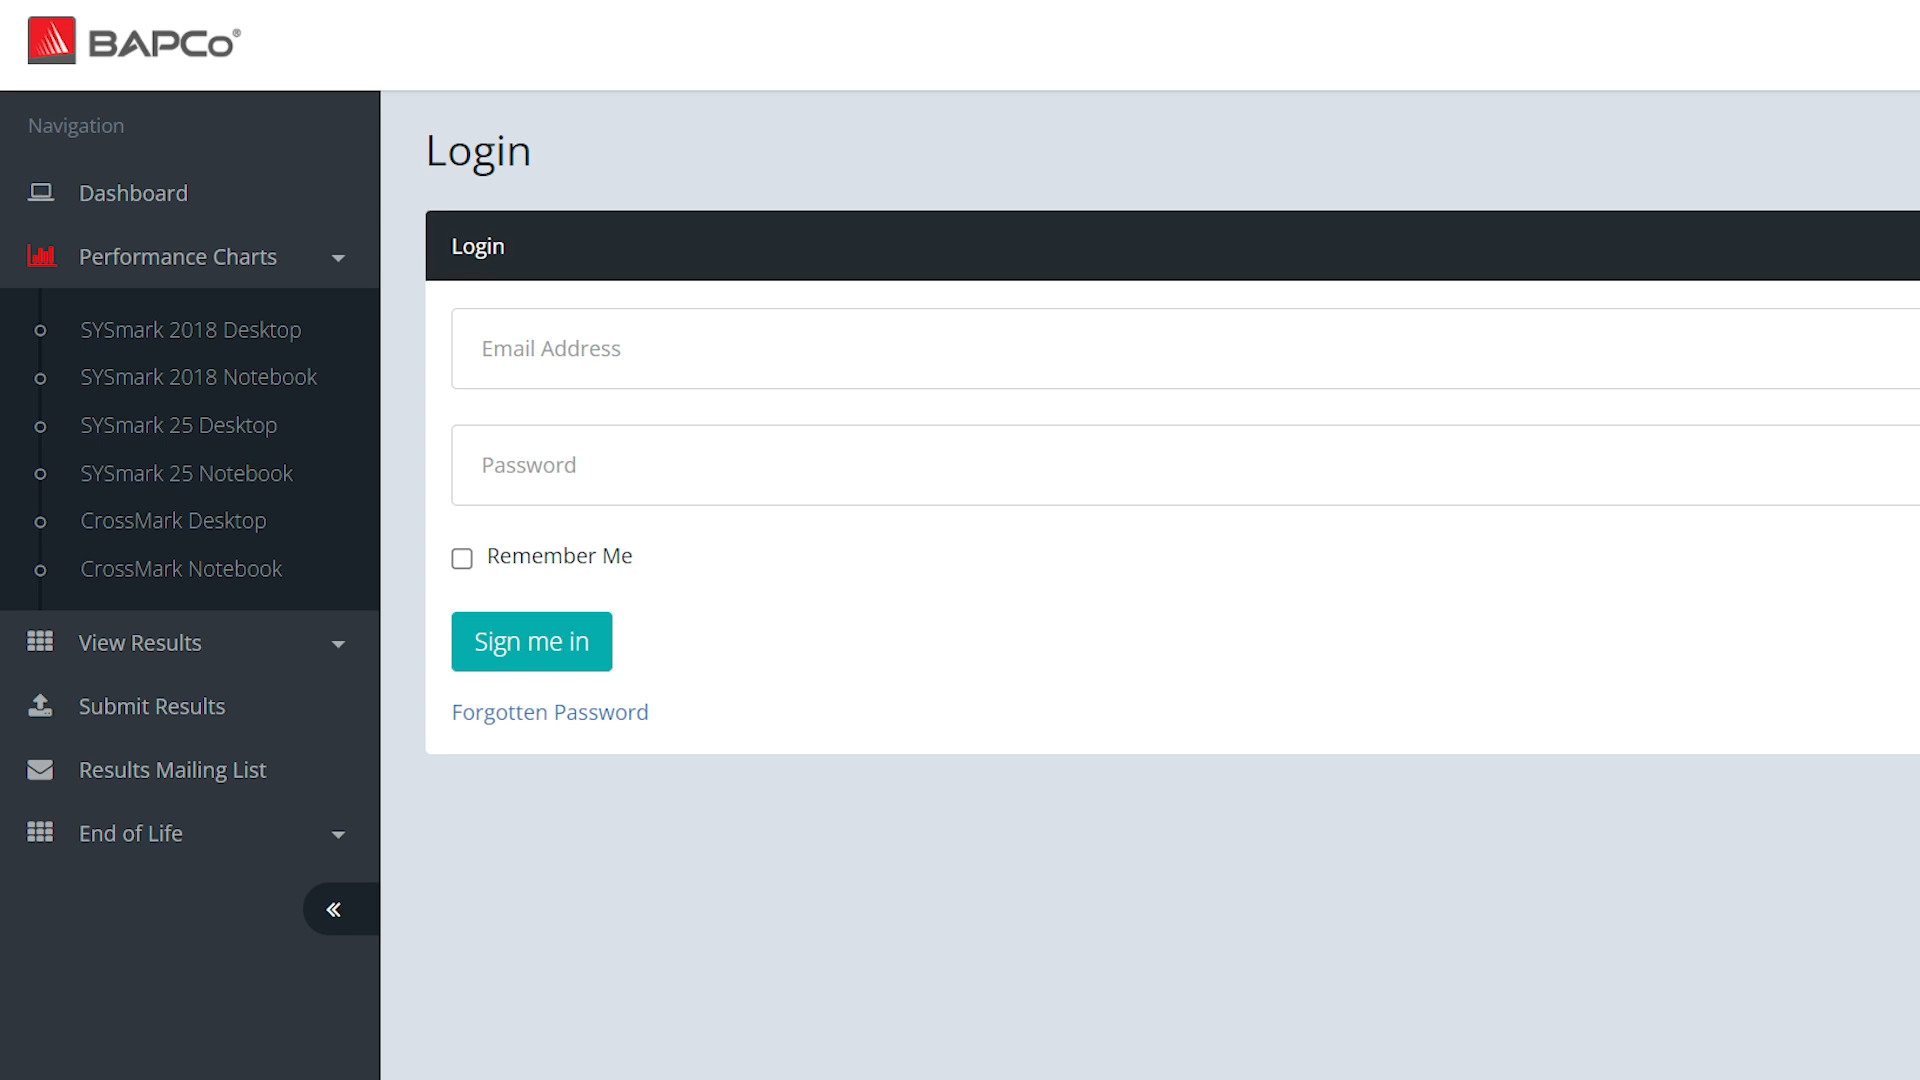 BAPCo®
Navigation
Dashboard
Performance Charts
SYSmark 2018 Desktop
SYSmark 2018 Notebook
SYSmark 25 Desktop
SYSmark 25 Notebook
CrossMark Desktop
CrossMark Notebook
View Results
Submit Results
Results Mailing List
End of Life
Login
Login
Email Address
Password
Remember Me
Sign me in
Forgotten Password